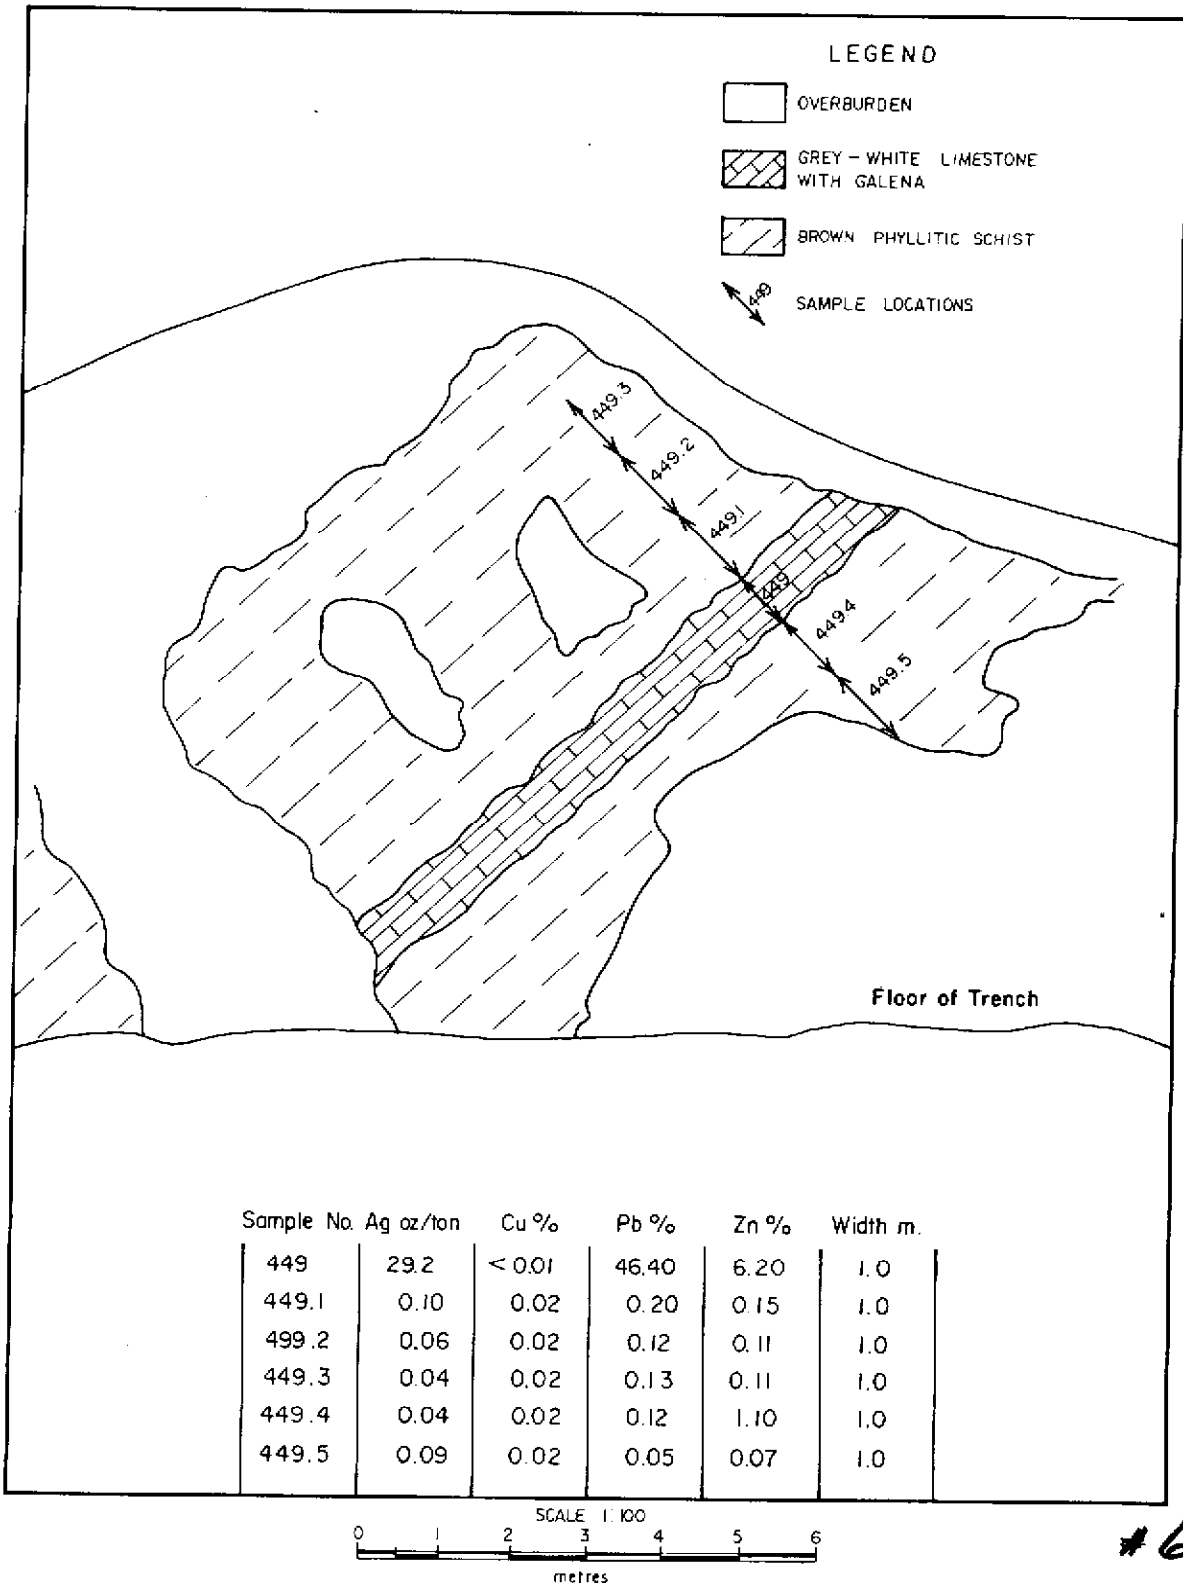 LEGEND
OVERBURDEN
GREY - WHITE LIMESTONE
WITH GALENA
BROWN PHYLLITIC SCHIST
449
SAMPLE LOCATIONS
449.3
449.2
449.1
449
449.4
449.5
Floor of Trench
Sample No. Ag oz/ton Cu % Pb % Zn % Width m.
449 29.2 < 0.01 46.40 6.20 1.0
449.1 0.10 0.02 0.20 0.15 1.0
499.2 0.06 0.02 0.12 0.11 1.0
449.3 0.04 0.02 0.13 0.11 1.0
449.4 0.04 0.02 0.12 1.10 1.0
449.5 0.09 0.02 0.05 0.07 1.0
SCALE 1:100
0 1 2 3 4 5 6
metres
#6